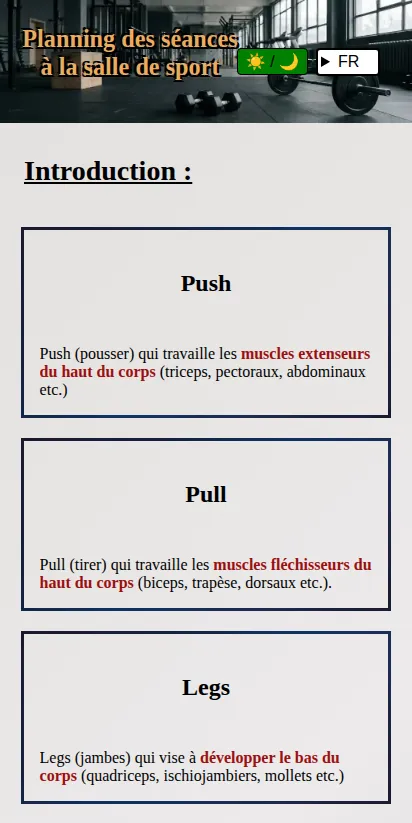 Planning des séances
à la salle de sport
☀️ / 🌙
▶ FR
Introduction :
Push
Push (pousser) qui travaille les muscles extenseurs
du haut du corps (triceps, pectoraux, abdominaux
etc.)
Pull
Pull (tirer) qui travaille les muscles fléchisseurs du
haut du corps (biceps, trapèse, dorsaux etc.).
Legs
Legs (jambes) qui vise à développer le bas du
corps (quadriceps, ischiojambiers, mollets etc.)